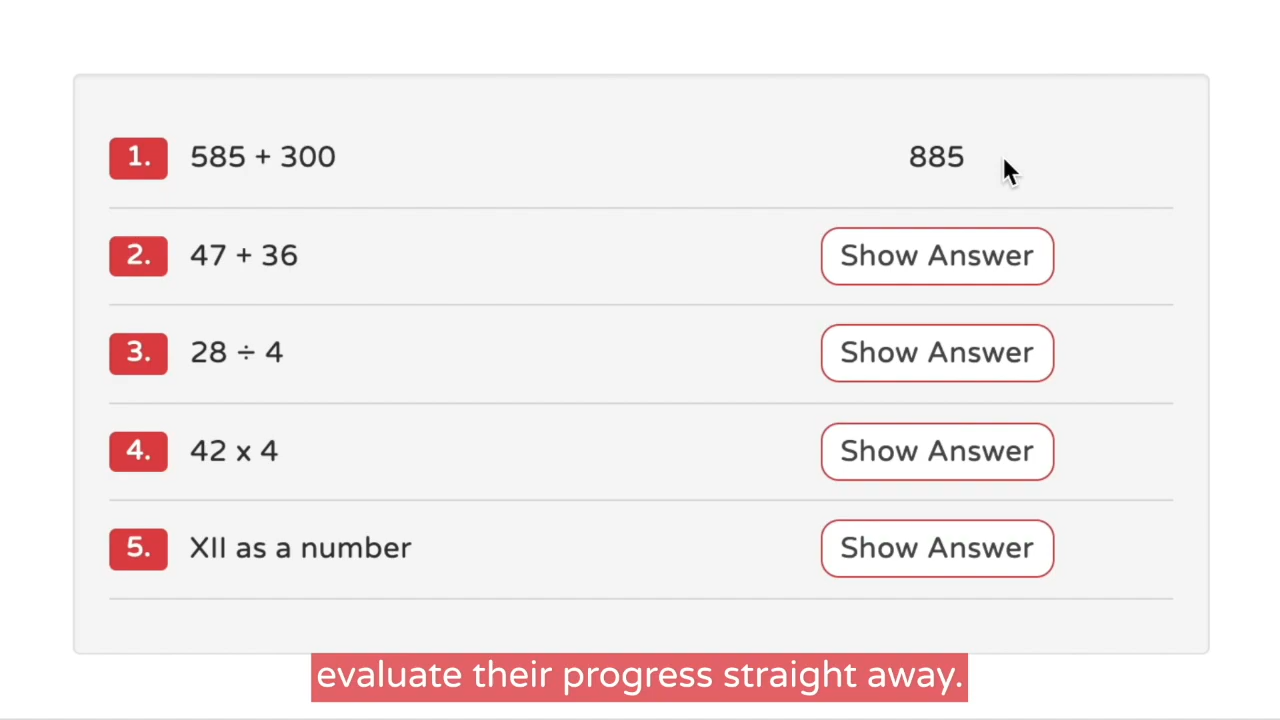 1. 585 + 300 885
2. 47 + 36 Show Answer
3. 28 ÷ 4 Show Answer
4. 42 x 4 Show Answer
5. XII as a number Show Answer
evaluate their progress straight away.